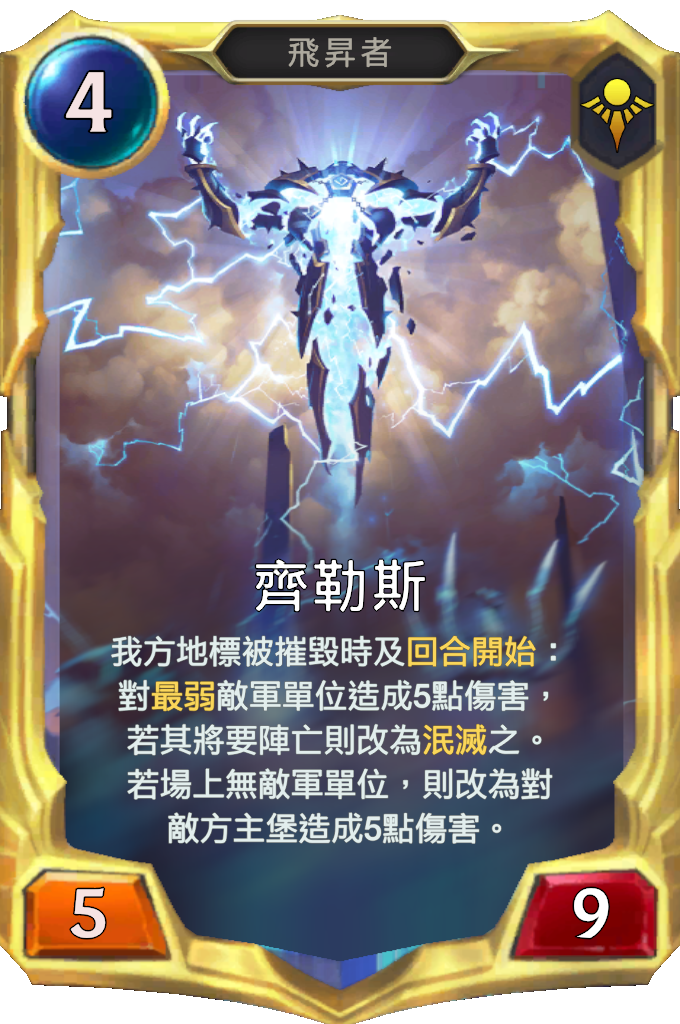 4
飛昇者
齊勒斯
我方地標被摧毀時及回合開始：
對最弱敵軍單位造成5點傷害，
若其將要陣亡則改為泯滅之。
若場上無敵軍單位，則改為對
敵方主堡造成5點傷害。
5
9